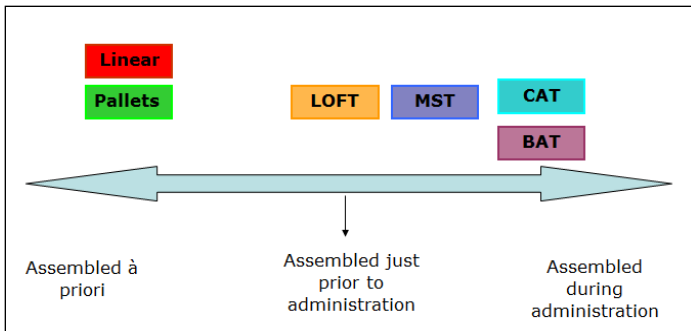 Linear
Pallets
LOFT
MST
CAT
BAT
Assembled à
priori
Assembled just
prior to
administration
Assembled
during
administration